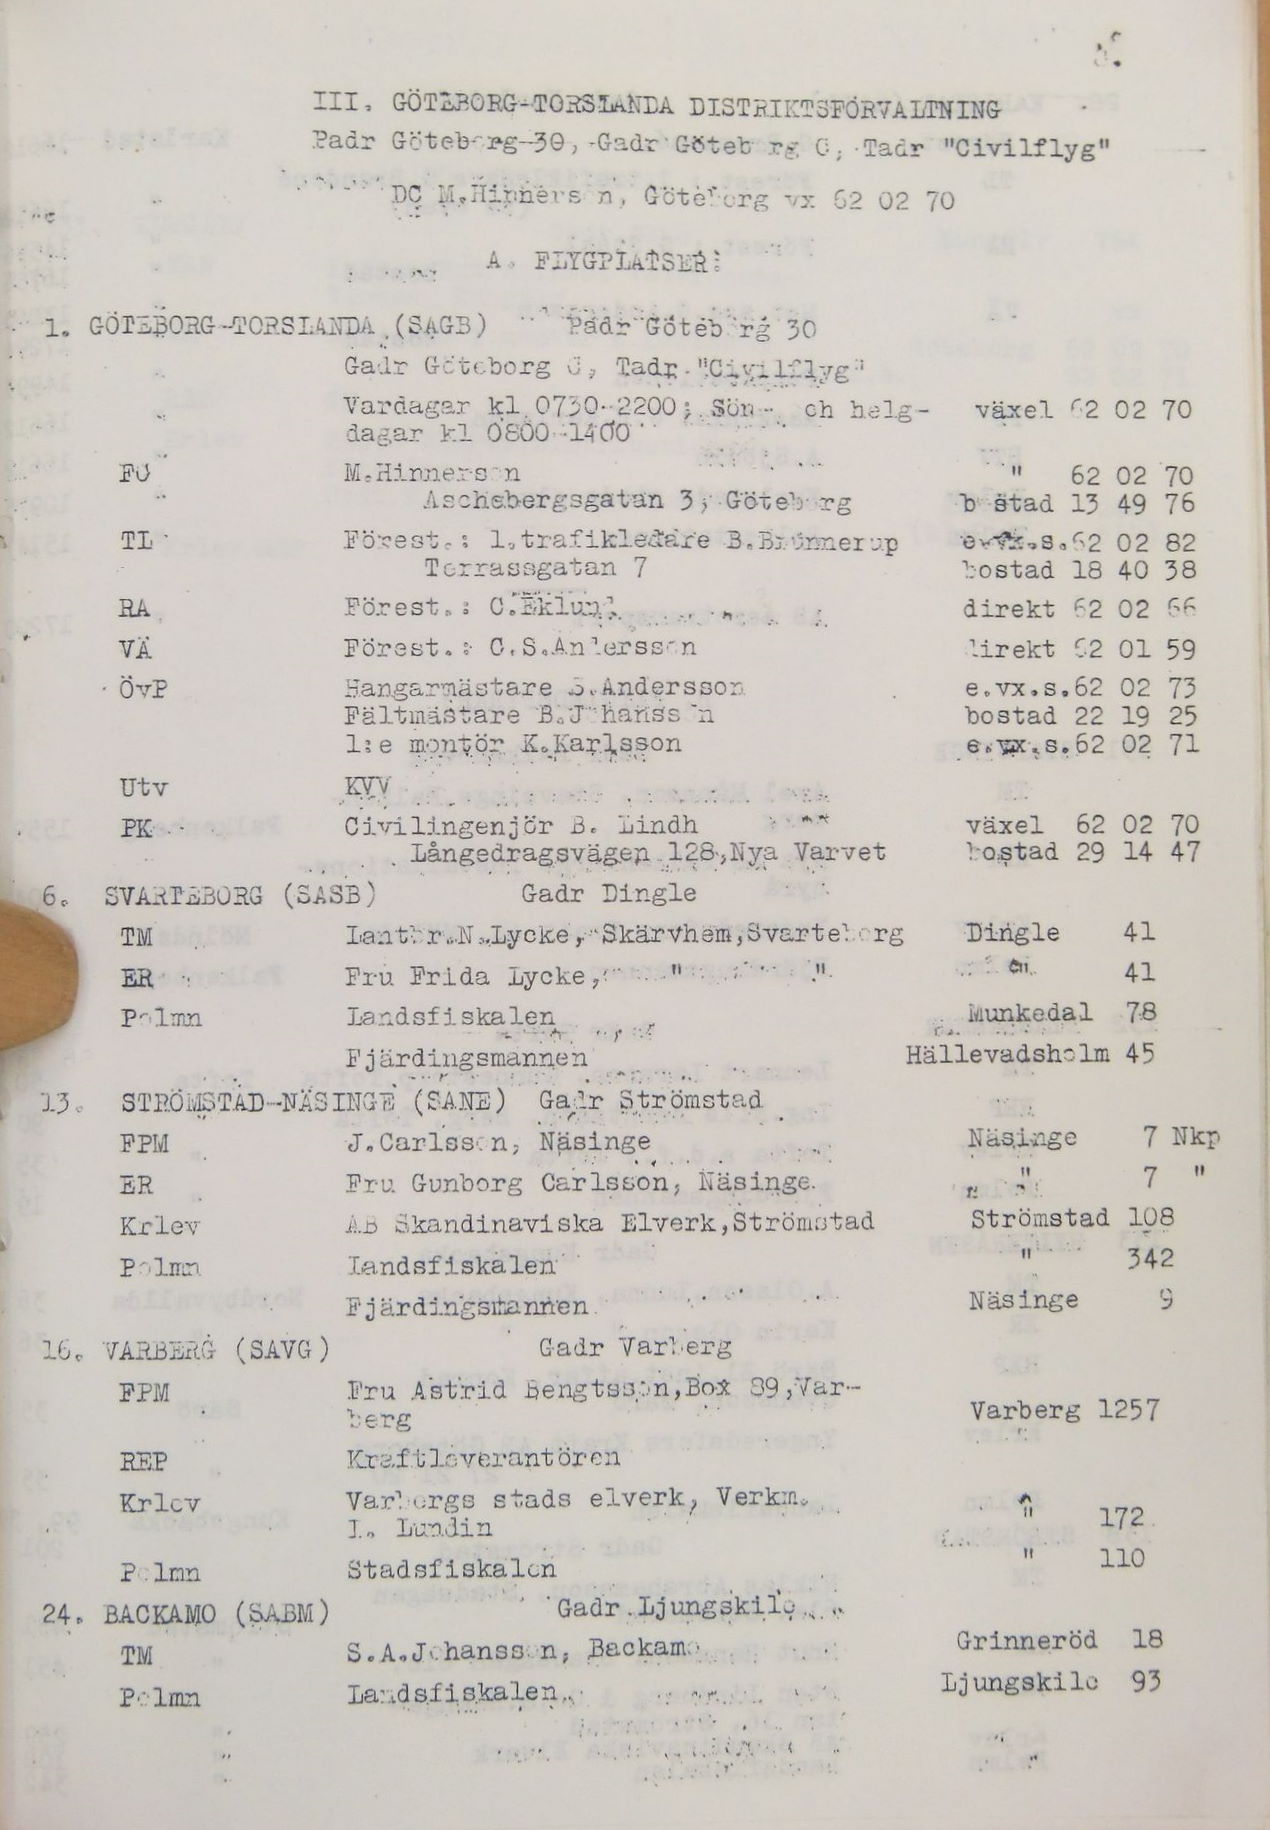 5.
III. GÖTEBORG-TORSLANDA DISTRIKTSFÖRVALTNING
Padr Göteborg 30, Gadr Göteborg C, Tadr "Civilflyg"
DC M.Hinnerson, Göteborg vx 62 02 70
A. FLYGPLATSER:
1. GÖTEBORG-TORSLANDA (SAGB) Padr Göteborg 30
Gadr Göteborg C, Tadr "Civilflyg"
Vardagar kl 0730-2200; Sön- och helg- växel 62 02 70
dagar kl 0800-1400
FC M.Hinnerson " 62 02 70
Aschebergsgatan 3, Göteborg bostad 13 49 76
TL Förest.: 1.trafikledare B.Brunnerup e.vx.s.62 02 82
Terrassgatan 7 bostad 18 40 38
RA Förest.: C.Eklund direkt 62 02 66
VÄ Förest.: C.S.Andersson direkt 62 01 59
ÖvP Hangarmästare S.Andersson e.vx.s.62 02 73
Fältmästare B.Johansson bostad 22 19 25
1:e montör K.Karlsson e.vx.s.62 02 71
Utv KVV
PK Civilingenjör B. Lindh växel 62 02 70
Långedragsvägen 128,Nya Varvet bostad 29 14 47
6. SVARTEBORG (SASB) Gadr Dingle
TM Lantbr.N.Lycke, Skärvhem,Svarteborg Dingle 41
ER Fru Frida Lycke, " " " 41
Polmn Landsfiskalen Munkedal 78
Fjärdingsmannen Hällevadsholm 45
13. STRÖMSTAD-NÄSINGE (SANE) Gadr Strömstad
FPM J.Carlsson, Näsinge Näsinge 7 Nkp
ER Fru Gunborg Carlsson, Näsinge. " 7 "
Krlev AB Skandinaviska Elverk,Strömstad Strömstad 108
Polmn Landsfiskalen " 342
Fjärdingsmannen Näsinge 9
16. VARBERG (SAVG) Gadr Varberg
FPM Fru Astrid Bengtsson,Box 89,Var-
berg Varberg 1257
REP Kraftleverantören
Krlev Varbergs stads elverk, Verkm.
L. Lundin " 172
Polmn Stadsfiskalen " 110
24. BACKAMO (SABM) Gadr Ljungskile
TM S.A.Johansson, Backamo Grinneröd 18
Polmn Landsfiskalen Ljungskile 93